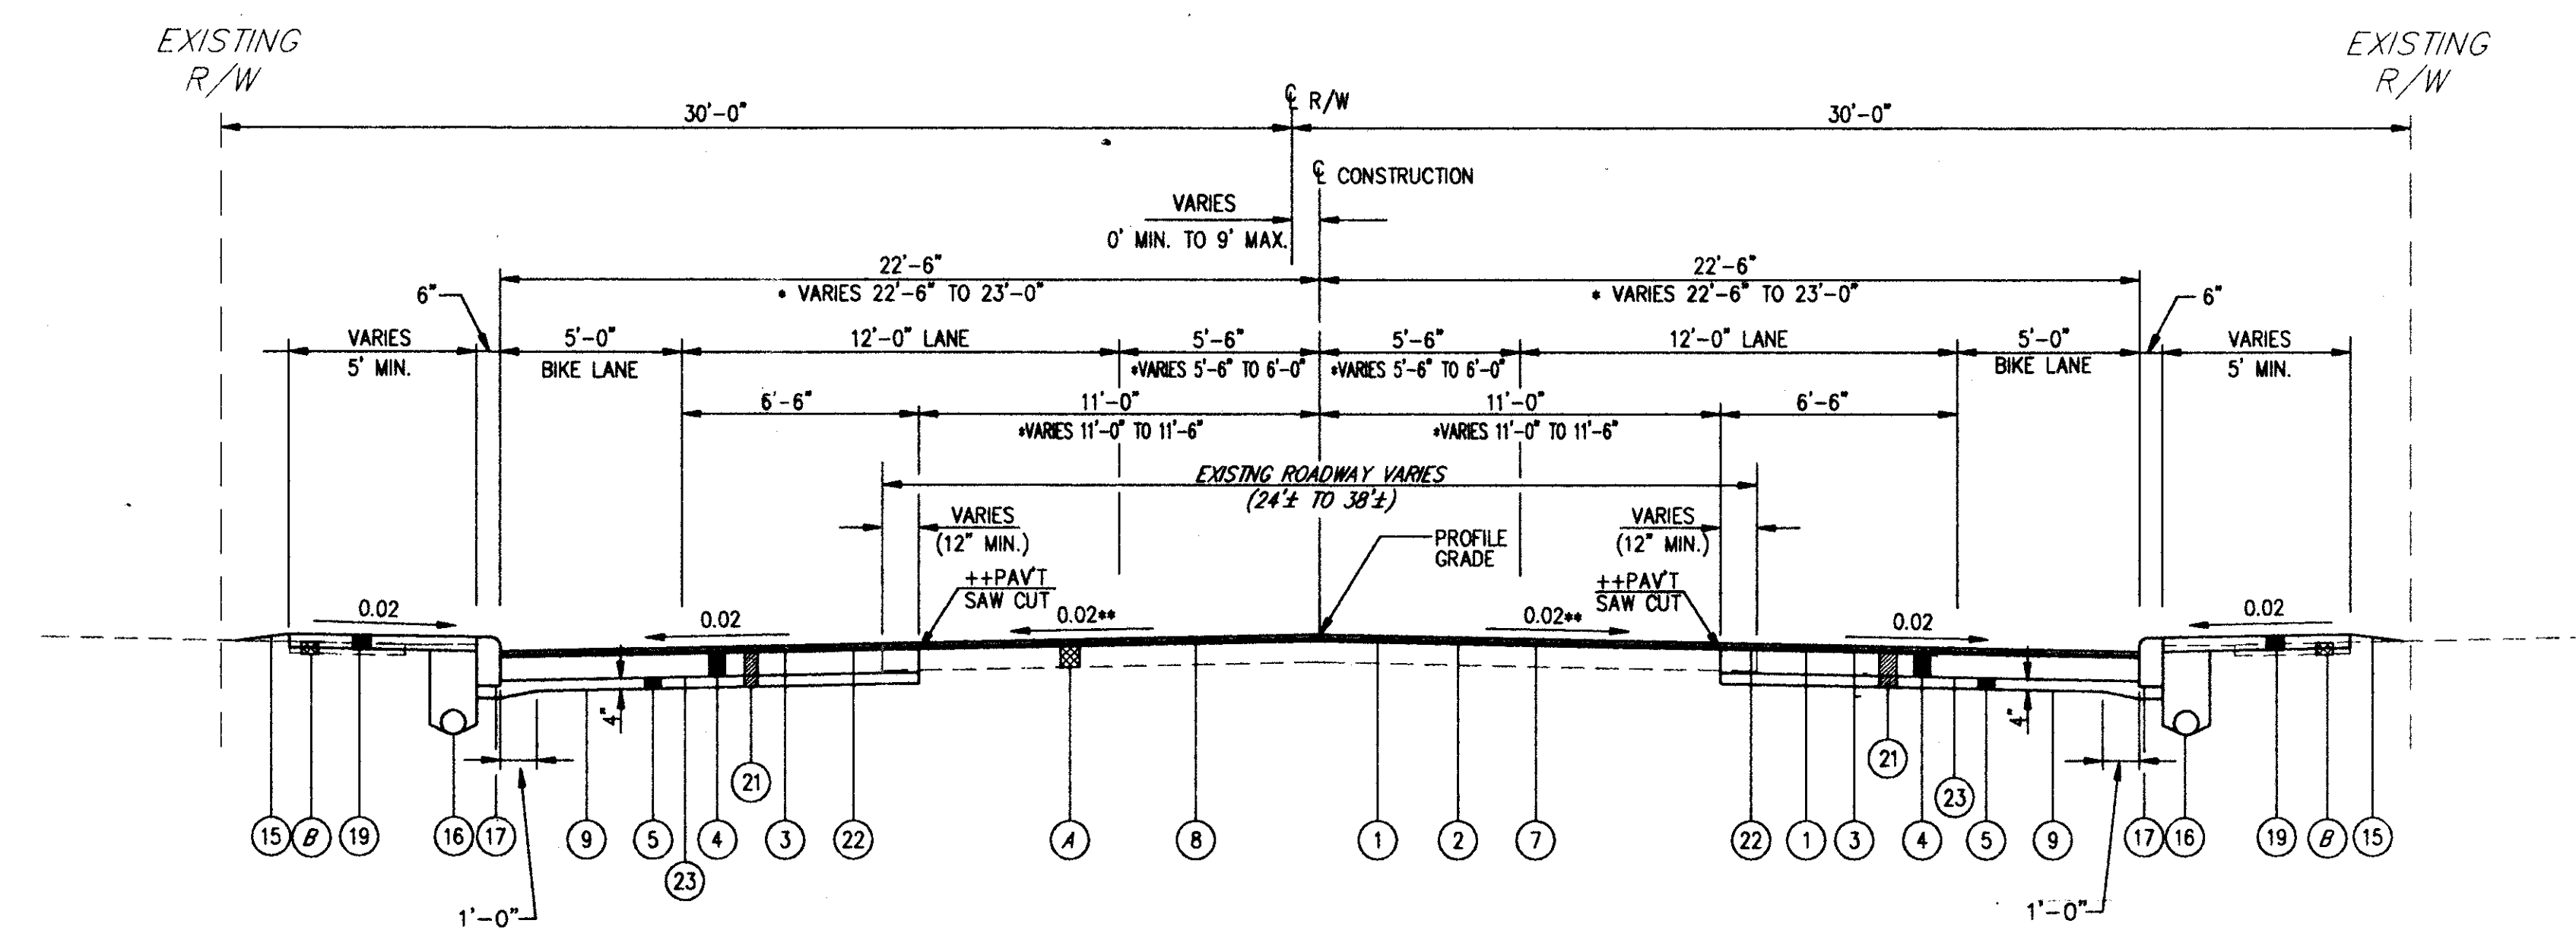 EXISTING
R/W
EXISTING
R/W
℄ R/W
30'-0"
30'-0"
℄ CONSTRUCTION
VARIES
0' MIN. TO 9' MAX.
22'-6"
* VARIES 22'-6" TO 23'-0"
22'-6"
* VARIES 22'-6" TO 23'-0"
6"
6"
VARIES
5' MIN.
5'-0"
BIKE LANE
12'-0" LANE
5'-6"
*VARIES 5'-6" TO 6'-0"
5'-6"
*VARIES 5'-6" TO 6'-0"
12'-0" LANE
5'-0"
BIKE LANE
VARIES
5' MIN.
6'-6"
11'-0"
*VARIES 11'-0" TO 11'-6"
11'-0"
*VARIES 11'-0" TO 11'-6"
6'-6"
EXISTNG ROADWAY VARIES
(24'± TO 38'±)
VARIES
(12" MIN.)
VARIES
(12" MIN.)
PROFILE
GRADE
++PAV'T
SAW CUT
++PAV'T
SAW CUT
0.02
0.02
0.02**
0.02**
0.02
0.02
4"
4"
21
21
23
15 B 19 16 17 9 5 4 3 22 A 8 1 2 7 22 1 3 4 5 9 17 16 19 B 15
23
1'-0"
1'-0"